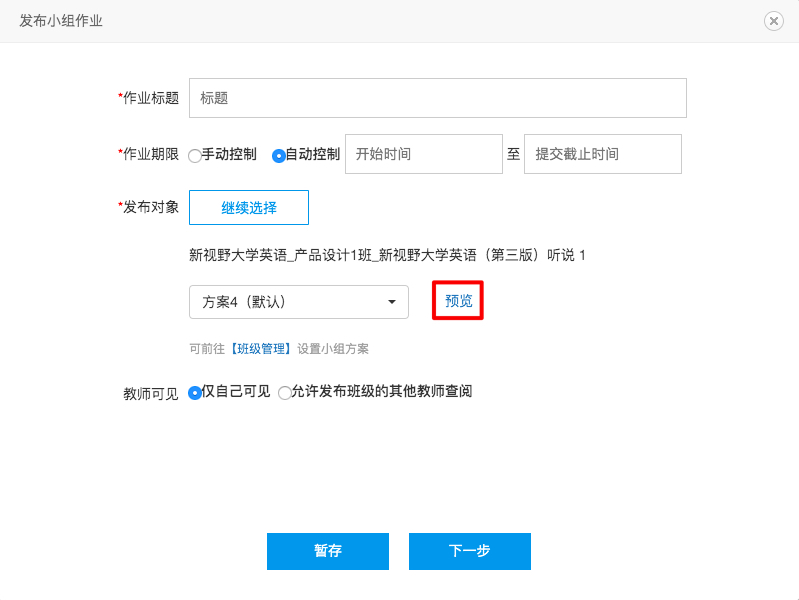 发布小组作业
*作业标题 标题
*作业期限 手动控制 自动控制 开始时间 至 提交截止时间
*发布对象 继续选择
新视野大学英语_产品设计1班_新视野大学英语（第三版）听说 1
方案4（默认） 预览
可前往【班级管理】设置小组方案
教师可见 仅自己可见 允许发布班级的其他教师查阅
暂存 下一步